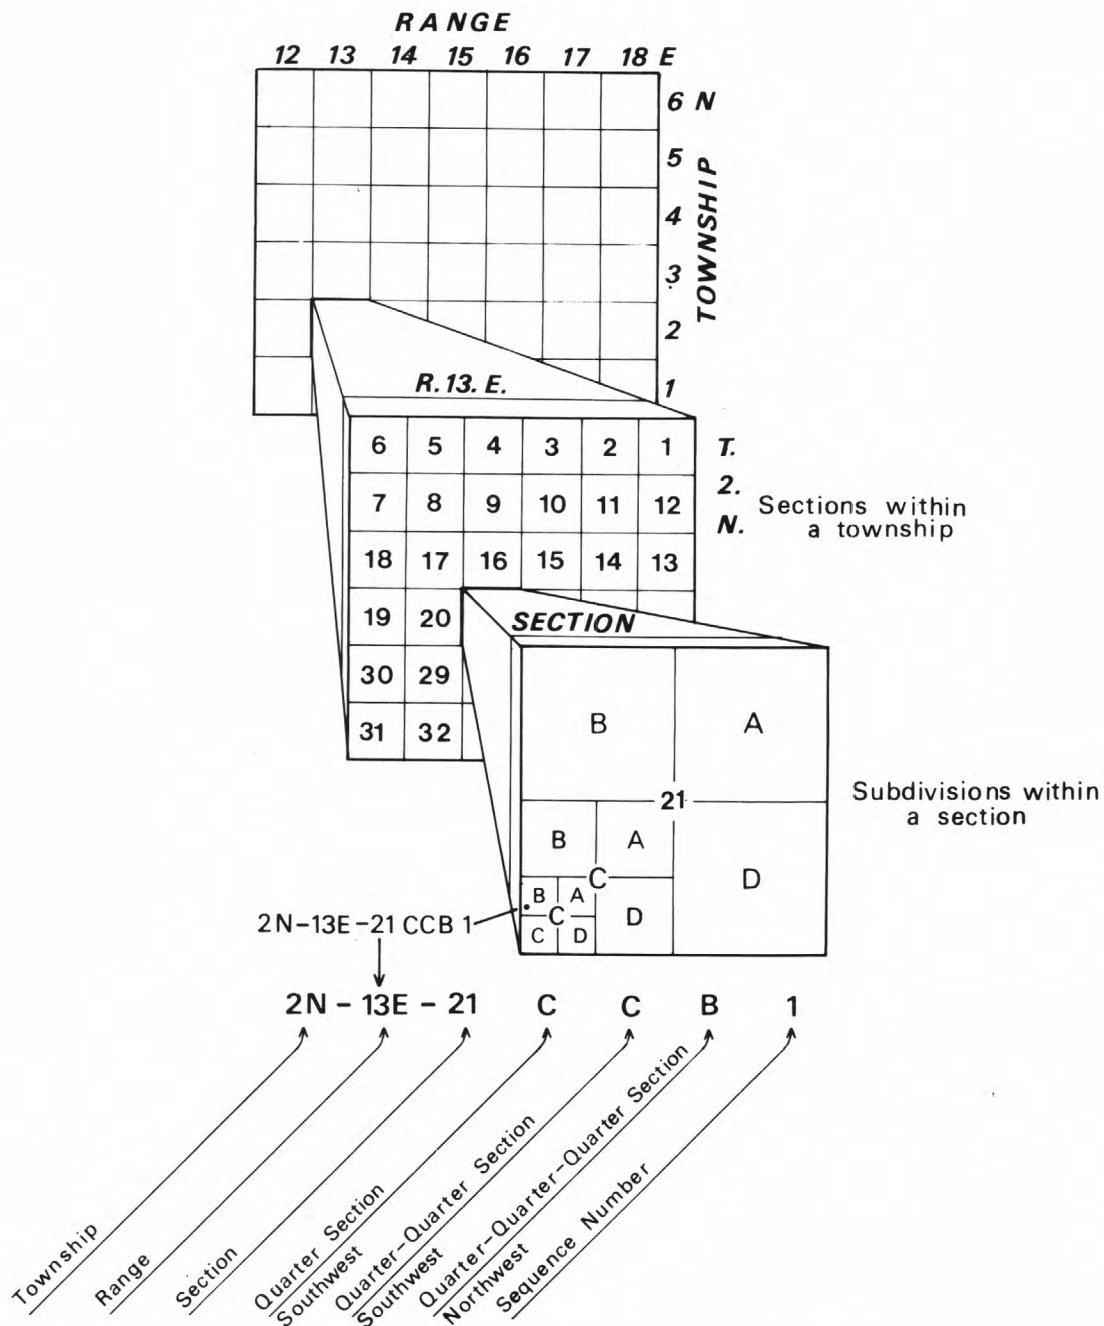 RANGE
12 13 14 15 16 17 18 E
6 N
5
4
3
2
1
TOWNSHIP
R. 13. E.
6 5 4 3 2 1
7 8 9 10 11 12
18 17 16 15 14 13
19 20
30 29
31 32
T.
2.
N.
Sections within
a township
SECTION
B A
21
B A
C
D
D
B A
C
C D
Subdivisions within
a section
2N-13E-21 CCB 1
2N - 13E - 21 C C B 1
Township
Range
Section
Quarter Section
Southwest
Quarter-Quarter Section
Southwest
Quarter-Quarter-Quarter Section
Northwest
Sequence Number